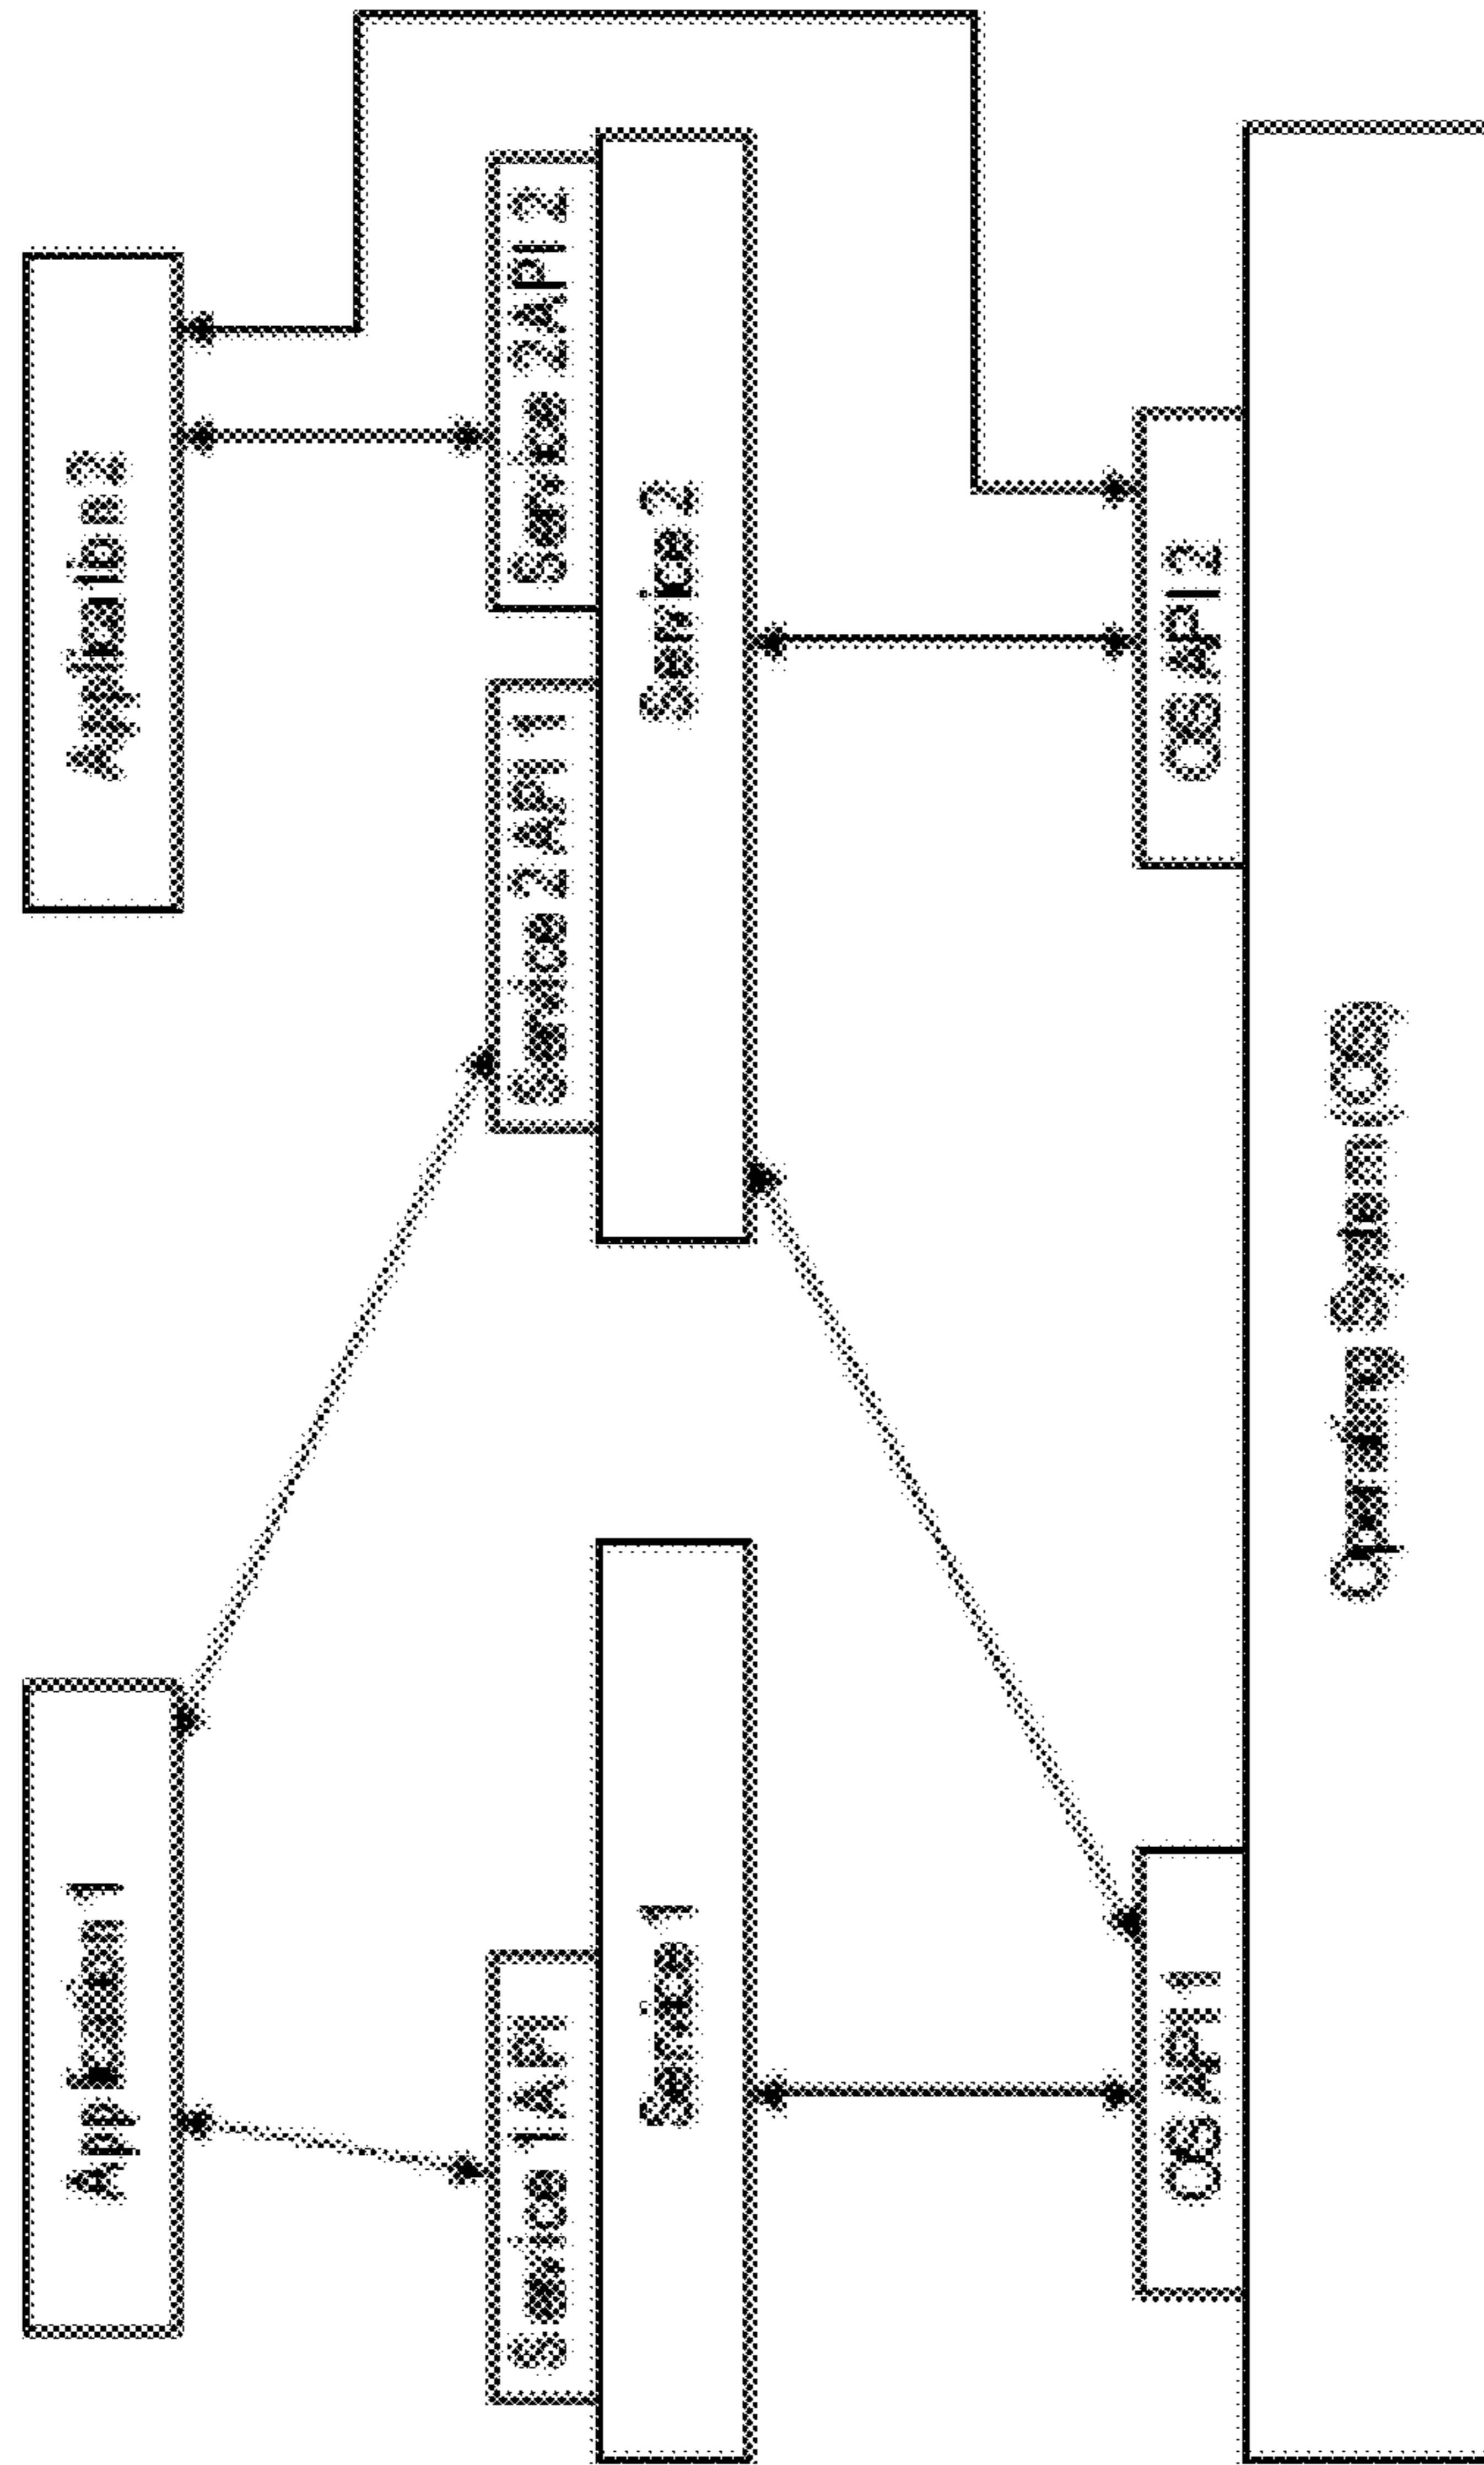 Application 1
Application 2
Service 1 API
Service 2 API 1
Service 2 API 2
Service 1
Service 2
OS API 1
OS API 2
Operating System (OS)